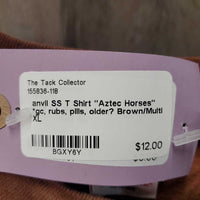 The Tack Collector
155836-118
anvil SS T Shirt "Aztec Horses"
*gc, rubs, pills, older? Brown/Multi
XL
BGXY6Y
$12.00